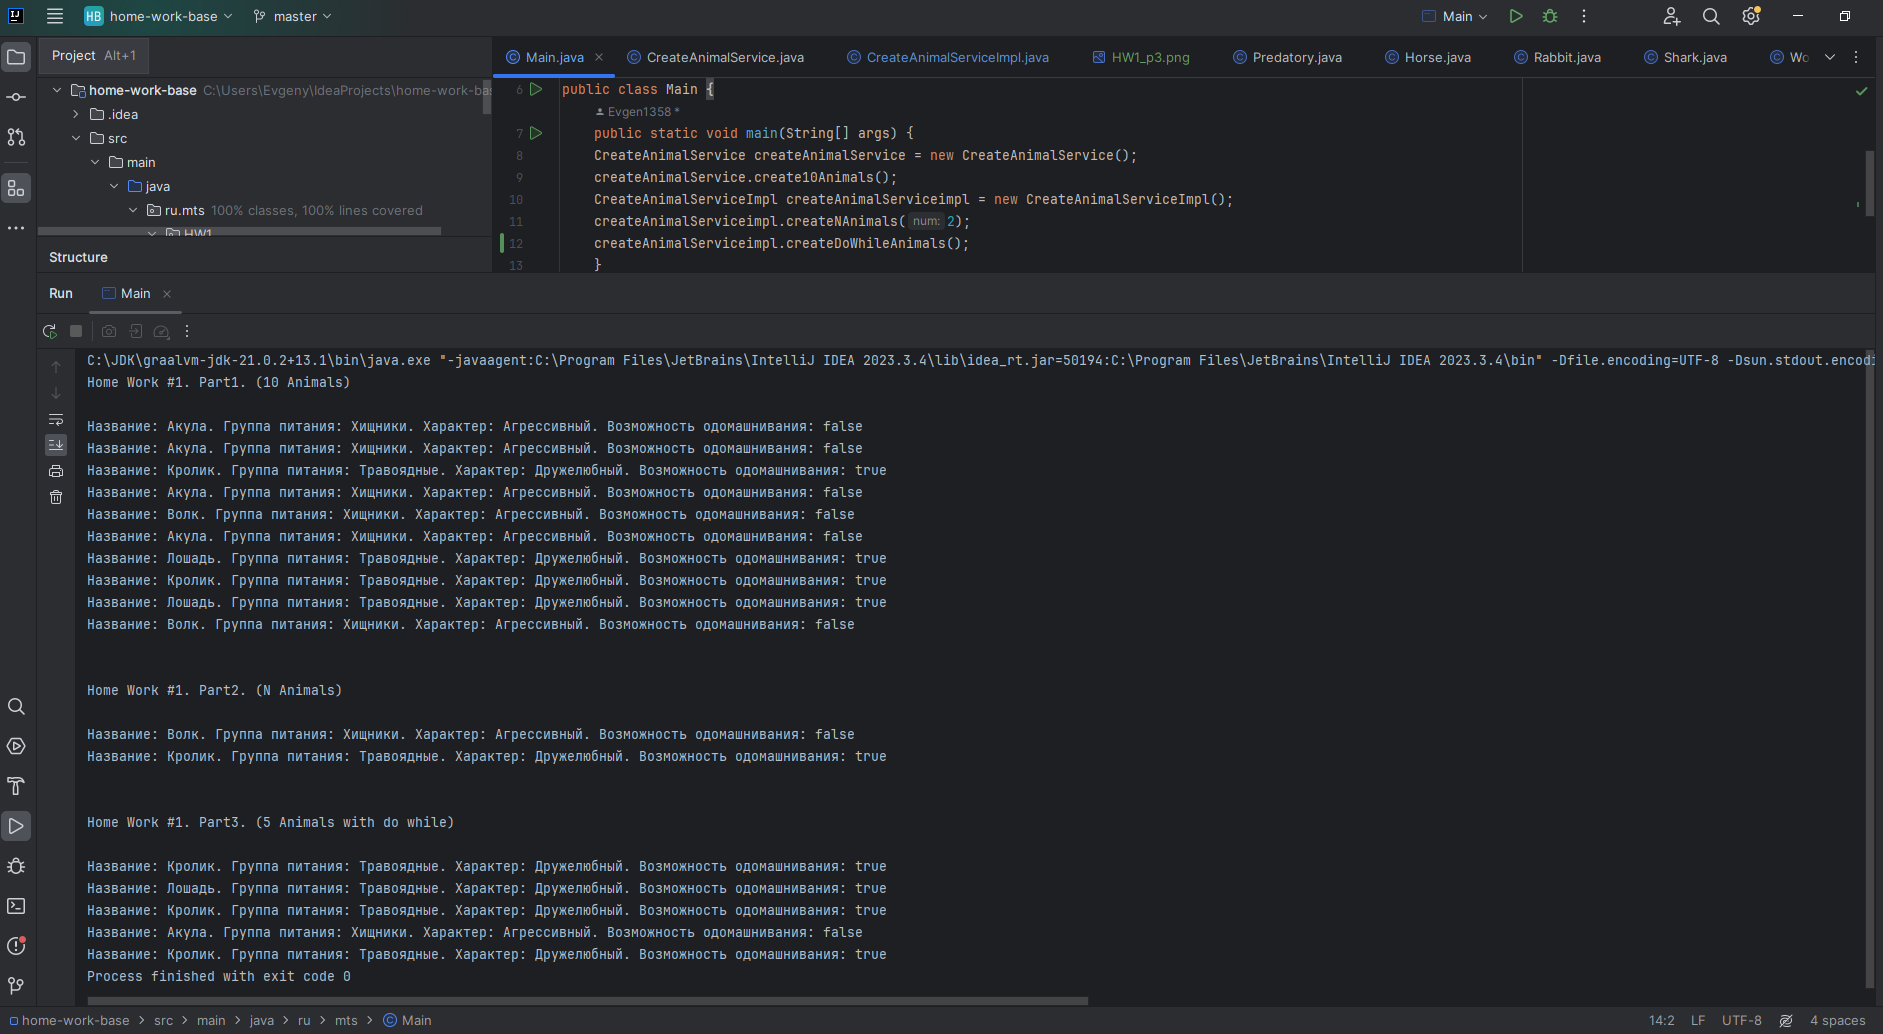 HB home-work-base master Main
Project Alt+1
Main.java CreateAnimalService.java CreateAnimalServiceImpl.java HW1_p3.png Predatory.java Horse.java Rabbit.java Shark.java Wo
home-work-base C:\Users\Evgeny\IdeaProjects\home-work-bas
.idea
src
main
java
ru.mts 100% classes, 100% lines covered
HW1
6 public class Main {
Evgen1358 *
7 public static void main(String[] args) {
8 CreateAnimalService createAnimalService = new CreateAnimalService();
9 createAnimalService.create10Animals();
10 CreateAnimalServiceImpl createAnimalServiceimpl = new CreateAnimalServiceImpl();
11 createAnimalServiceimpl.createNAnimals( num: 2);
12 createAnimalServiceimpl.createDoWhileAnimals();
13 }
Structure
Run Main
C:\JDK\graalvm-jdk-21.0.2+13.1\bin\java.exe "-javaagent:C:\Program Files\JetBrains\IntelliJ IDEA 2023.3.4\lib\idea_rt.jar=50194:C:\Program Files\JetBrains\IntelliJ IDEA 2023.3.4\bin" -Dfile.encoding=UTF-8 -Dsun.stdout.encodi
Home Work #1. Part1. (10 Animals)
Название: Акула. Группа питания: Хищники. Характер: Агрессивный. Возможность одомашнивания: false
Название: Акула. Группа питания: Хищники. Характер: Агрессивный. Возможность одомашнивания: false
Название: Кролик. Группа питания: Травоядные. Характер: Дружелюбный. Возможность одомашнивания: true
Название: Акула. Группа питания: Хищники. Характер: Агрессивный. Возможность одомашнивания: false
Название: Волк. Группа питания: Хищники. Характер: Агрессивный. Возможность одомашнивания: false
Название: Акула. Группа питания: Хищники. Характер: Агрессивный. Возможность одомашнивания: false
Название: Лошадь. Группа питания: Травоядные. Характер: Дружелюбный. Возможность одомашнивания: true
Название: Кролик. Группа питания: Травоядные. Характер: Дружелюбный. Возможность одомашнивания: true
Название: Лошадь. Группа питания: Травоядные. Характер: Дружелюбный. Возможность одомашнивания: true
Название: Волк. Группа питания: Хищники. Характер: Агрессивный. Возможность одомашнивания: false
Home Work #1. Part2. (N Animals)
Название: Волк. Группа питания: Хищники. Характер: Агрессивный. Возможность одомашнивания: false
Название: Кролик. Группа питания: Травоядные. Характер: Дружелюбный. Возможность одомашнивания: true
Home Work #1. Part3. (5 Animals with do while)
Название: Кролик. Группа питания: Травоядные. Характер: Дружелюбный. Возможность одомашнивания: true
Название: Лошадь. Группа питания: Травоядные. Характер: Дружелюбный. Возможность одомашнивания: true
Название: Кролик. Группа питания: Травоядные. Характер: Дружелюбный. Возможность одомашнивания: true
Название: Акула. Группа питания: Хищники. Характер: Агрессивный. Возможность одомашнивания: false
Название: Кролик. Группа питания: Травоядные. Характер: Дружелюбный. Возможность одомашнивания: true
Process finished with exit code 0
home-work-base > src > main > java > ru > mts > Main 14:2 LF UTF-8 4 spaces